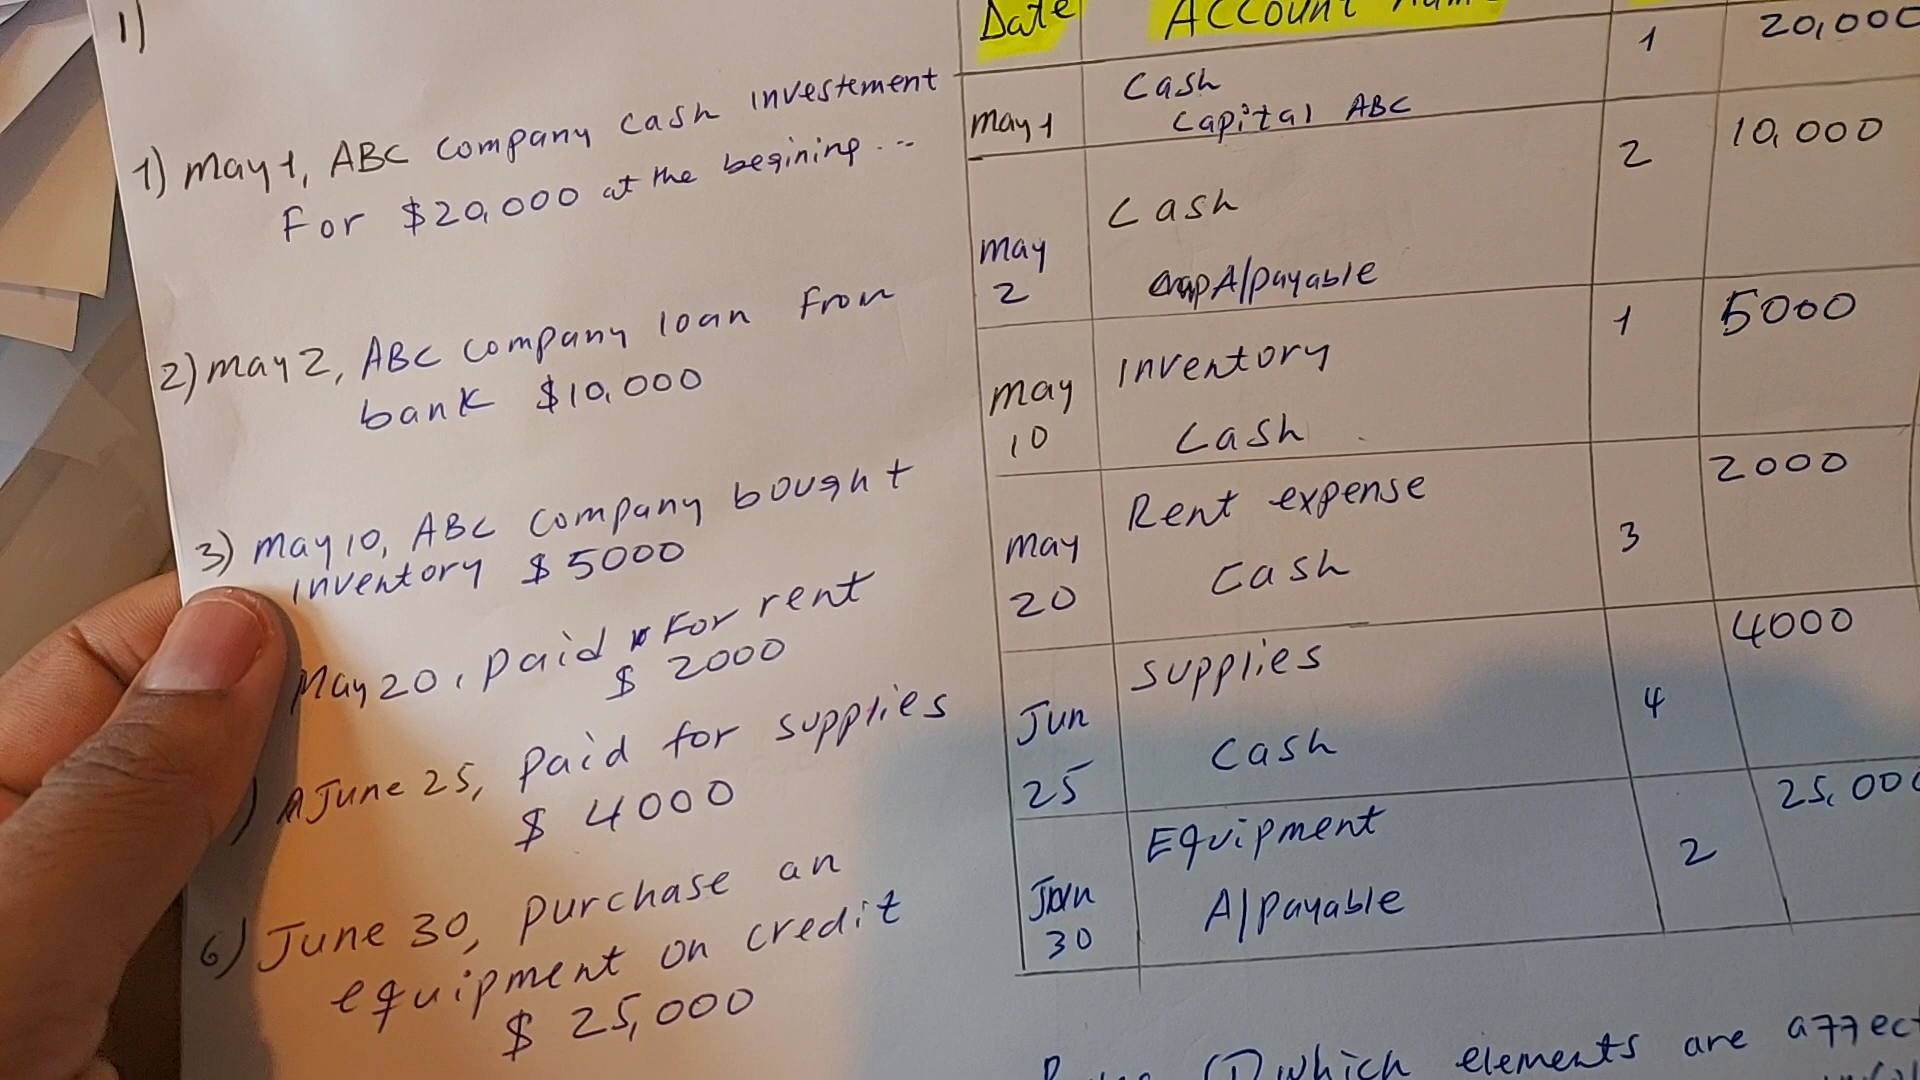 1)
1) May 1, ABC Company cash investement
For $20,000 at the begining ...
2) May 2, ABC Company loan From
bank $10,000
3) May 10, ABC Company bought
inventory $5000
May 20, paid For rent
$ 2000
) June 25, paid for supplies
$ 4000
6) June 30, purchase an
equipment on credit
$ 25,000
Date Account
May 1 Cash 1 20,000
Capital ABC
May 2 Cash 2 10,000
A/payable
May 10 Inventory 1 5000
Cash
May 20 Rent expense 3 2000
Cash
Jun 25 Supplies 4 4000
Cash
Jun 30 Equipment 2 25,000
A/payable
(1) which elements are affect